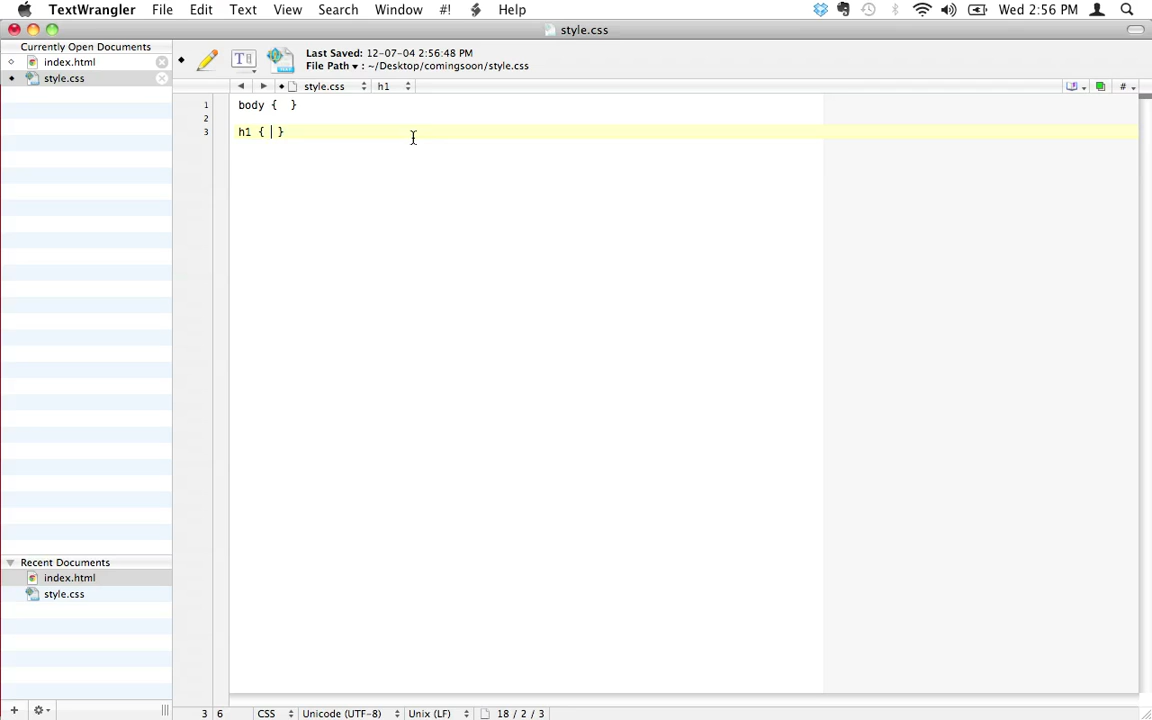 TextWrangler File Edit Text View Search Window #! Help Wed 2:56 PM
style.css
Currently Open Documents
index.html
style.css
Last Saved: 12-07-04 2:56:48 PM
File Path ▾ : ~/Desktop/comingsoon/style.css
style.css h1 #
1 body {  }
2
3 h1 {  }
Recent Documents
index.html
style.css
3 6 CSS Unicode (UTF-8) Unix (LF) 18 / 2 / 3